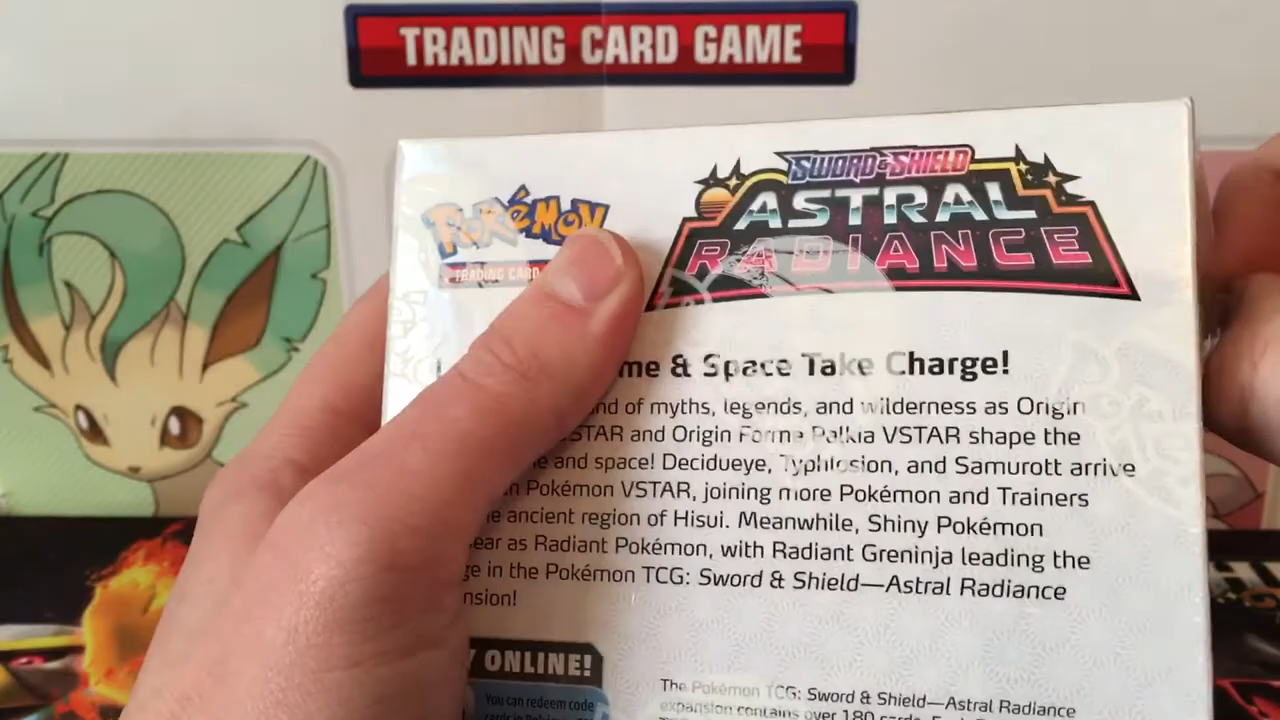 TRADING CARD GAME
SWORD & SHIELD
POKéMON
ASTRAL
RADIANCE
TRADING CARD
me & Space Take Charge!
nd of myths, legends, and wilderness as Origin
STAR and Origin Forme Palkia VSTAR shape the
e and space! Decidueye, Typhlosion, and Samurott arrive
n Pokémon VSTAR, joining more Pokémon and Trainers
e ancient region of Hisui. Meanwhile, Shiny Pokémon
ear as Radiant Pokémon, with Radiant Greninja leading the
ge in the Pokémon TCG: Sword & Shield—Astral Radiance
nsion!
Y ONLINE!
You can redeem code
The Pokémon TCG: Sword & Shield—Astral Radiance
expansion contains over 180 cards.